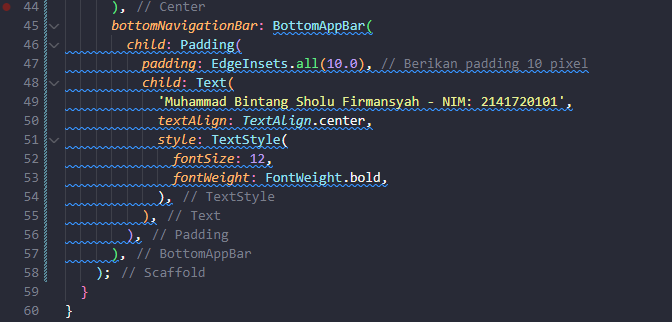 44 ), // Center
45 bottomNavigationBar: BottomAppBar(
46 child: Padding(
47 padding: EdgeInsets.all(10.0), // Berikan padding 10 pixel
48 child: Text(
49 'Muhammad Bintang Sholu Firmansyah - NIM: 2141720101',
50 textAlign: TextAlign.center,
51 style: TextStyle(
52 fontSize: 12,
53 fontWeight: FontWeight.bold,
54 ), // TextStyle
55 ), // Text
56 ), // Padding
57 ), // BottomAppBar
58 ); // Scaffold
59 }
60 }